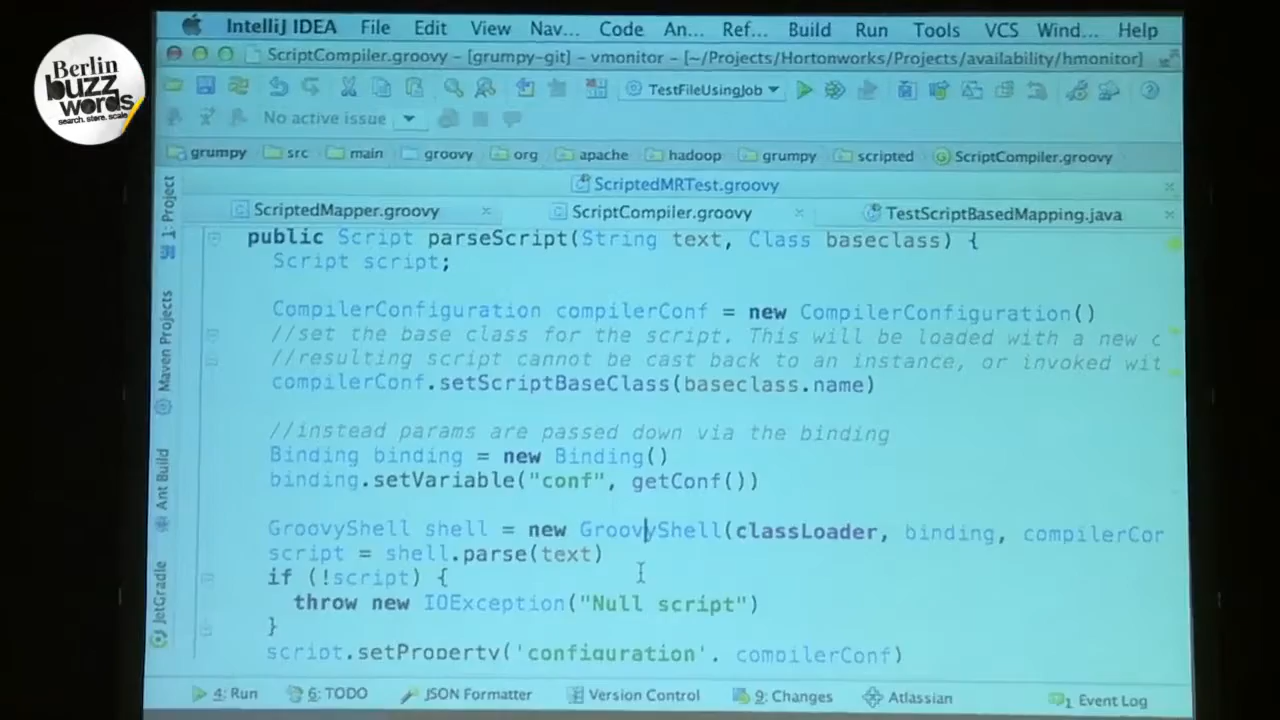 Berlin
buzz
words
search. store. scale.
IntelliJ IDEA File Edit View Nav... Code An... Ref... Build Run Tools VCS Wind... Help
ScriptCompiler.groovy – [grumpy-git] – vmonitor – [~/Projects/Hortonworks/Projects/availability/hmonitor]
TestFileUsingJob
No active issue
grumpy src main groovy org apache hadoop grumpy scripted ScriptCompiler.groovy
ScriptedMRTest.groovy
ScriptedMapper.groovy ScriptCompiler.groovy TestScriptBasedMapping.java
1: Project
Maven Projects
Ant Build
JetGradle
public Script parseScript(String text, Class baseclass) {
Script script;
CompilerConfiguration compilerConf = new CompilerConfiguration()
//set the base class for the script. This will be loaded with a new c
//resulting script cannot be cast back to an instance, or invoked wit
compilerConf.setScriptBaseClass(baseclass.name)
//instead params are passed down via the binding
Binding binding = new Binding()
binding.setVariable("conf", getConf())
GroovyShell shell = new GroovyShell(classLoader, binding, compilerCor
script = shell.parse(text)
if (!script) {
throw new IOException("Null script")
}
script.setProperty('configuration', compilerConf)
4: Run 6: TODO JSON Formatter Version Control 9: Changes Atlassian 1 Event Log